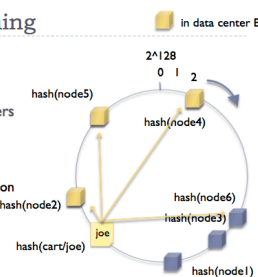 ning
in data center B
2^128
0 1 2
hash(node5)
ers
hash(node4)
on
hash(node6)
hash(node2)
hash(node3)
joe
hash(cart/joe)
hash(node1)